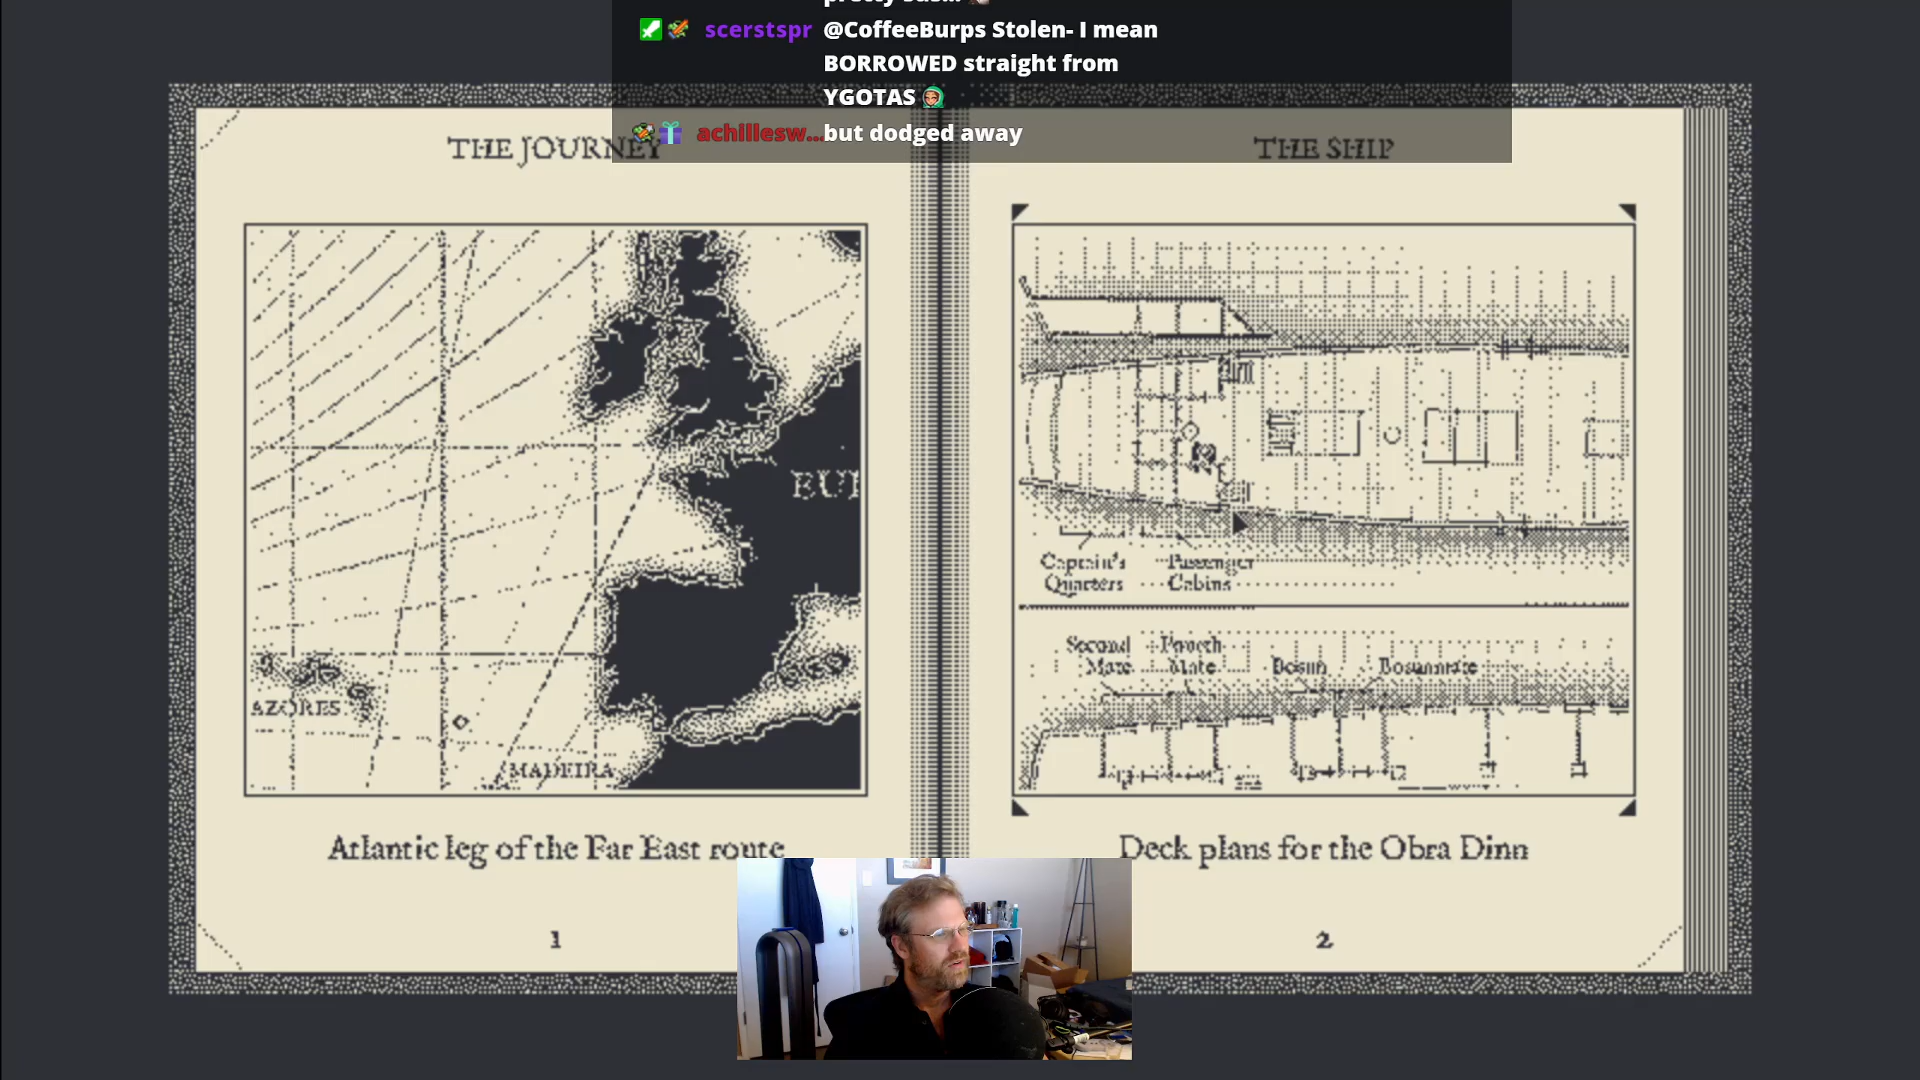 scerstspr @CoffeeBurps Stolen- I mean
BORROWED straight from
YGOTAS
achillesw... but dodged away
THE JOURNEY
AZORES
MADEIRA
EUR
Atlantic leg of the Far East route
1
THE SHIP
Captain's
Quarters
Passenger
Cabins
Second
Mate
Fourth
Mate
Bosun
Bosunmate
Deck plans for the Obra Dinn
2